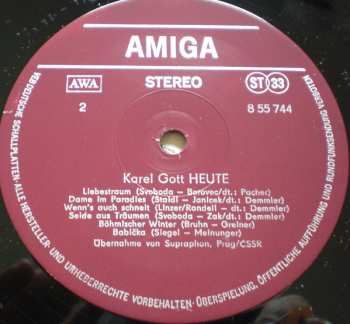 AMIGA
AWA
STEREO
ST 33
2
8 55 744
Karel Gott HEUTE
Liebestraum (Svoboda – Borovec/dt.: Pacher)
Dame im Paradies (Staidl – Janicek/dt.: Demmler)
Wenn's auch schneit (Linzer/Randell – dt.: Demmler)
Seide aus Träumen (Svoboda – Zak/dt.: Demmler)
Böhmischer Winter (Bruhn – Greiner)
Babička (Siegel – Meinunger)
Übernahme von Supraphon, Prag/ČSSR
VEB DEUTSCHE SCHALLPLATTEN · ALLE HERSTELLER- UND URHEBERRECHTE VORBEHALTEN · ÜBERSPIELUNG, ÖFFENTLICHE AUFFÜHRUNG UND RUNDFUNKSENDUNG VERBOTEN